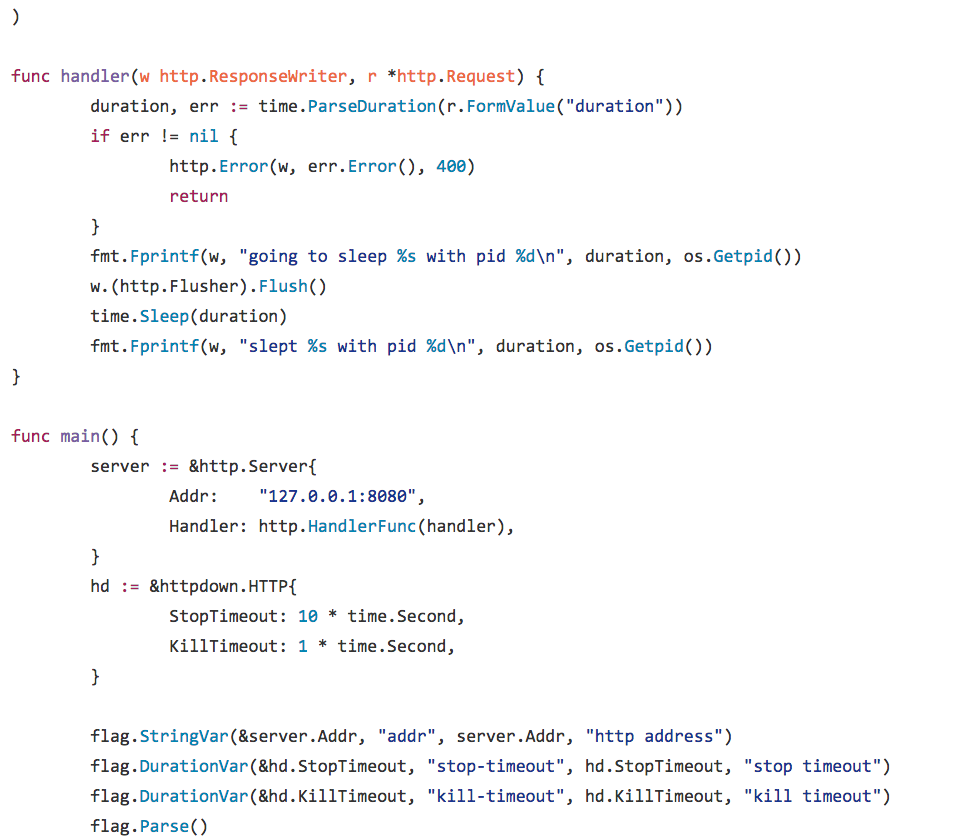 )
func handler(w http.ResponseWriter, r *http.Request) {
duration, err := time.ParseDuration(r.FormValue("duration"))
if err != nil {
http.Error(w, err.Error(), 400)
return
}
fmt.Fprintf(w, "going to sleep %s with pid %d\n", duration, os.Getpid())
w.(http.Flusher).Flush()
time.Sleep(duration)
fmt.Fprintf(w, "slept %s with pid %d\n", duration, os.Getpid())
}
func main() {
server := &http.Server{
Addr:    "127.0.0.1:8080",
Handler: http.HandlerFunc(handler),
}
hd := &httpdown.HTTP{
StopTimeout: 10 * time.Second,
KillTimeout: 1 * time.Second,
}
flag.StringVar(&server.Addr, "addr", server.Addr, "http address")
flag.DurationVar(&hd.StopTimeout, "stop-timeout", hd.StopTimeout, "stop timeout")
flag.DurationVar(&hd.KillTimeout, "kill-timeout", hd.KillTimeout, "kill timeout")
flag.Parse()